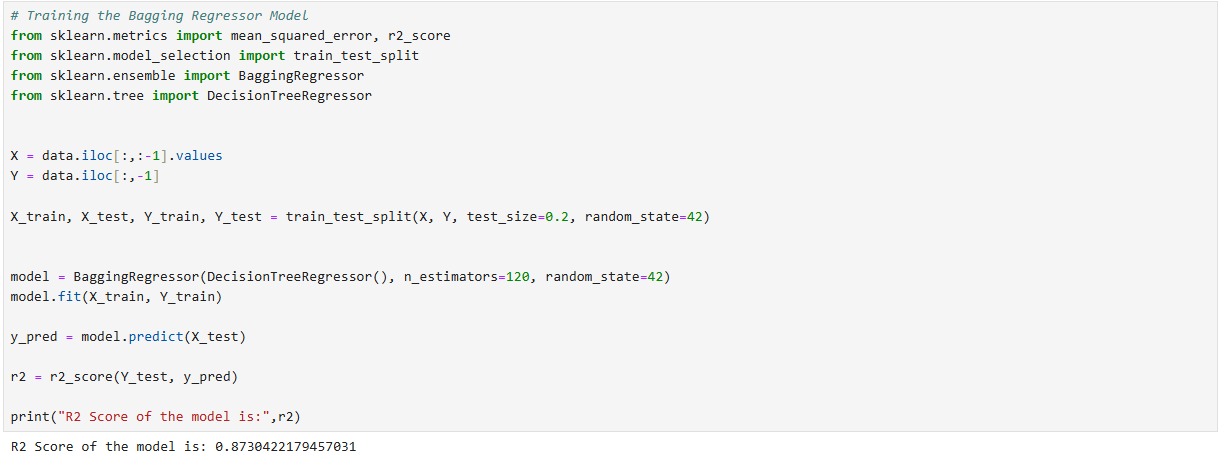 # Training the Bagging Regressor Model
from sklearn.metrics import mean_squared_error, r2_score
from sklearn.model_selection import train_test_split
from sklearn.ensemble import BaggingRegressor
from sklearn.tree import DecisionTreeRegressor
X = data.iloc[:,:-1].values
Y = data.iloc[:,-1]
X_train, X_test, Y_train, Y_test = train_test_split(X, Y, test_size=0.2, random_state=42)
model = BaggingRegressor(DecisionTreeRegressor(), n_estimators=120, random_state=42)
model.fit(X_train, Y_train)
y_pred = model.predict(X_test)
r2 = r2_score(Y_test, y_pred)
print("R2 Score of the model is:",r2)
R2 Score of the model is: 0.8730422179457031